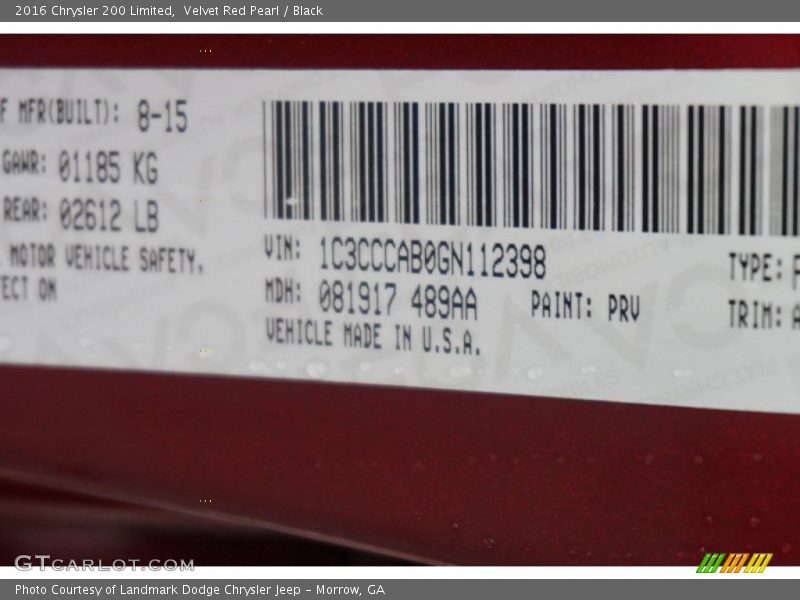 2016 Chrysler 200 Limited,  Velvet Red Pearl / Black
F MFR(BUILT): 8-15
GAWR: 01185 KG
REAR: 02612 LB
MOTOR VEHICLE SAFETY,
FECT ON
VIN: 1C3CCCAB0GN112398
MDH: 081917 489AA PAINT: PRV
VEHICLE MADE IN U.S.A.
TYPE:
TRIM:
GTCARLOT.COM
Photo Courtesy of Landmark Dodge Chrysler Jeep - Morrow, GA